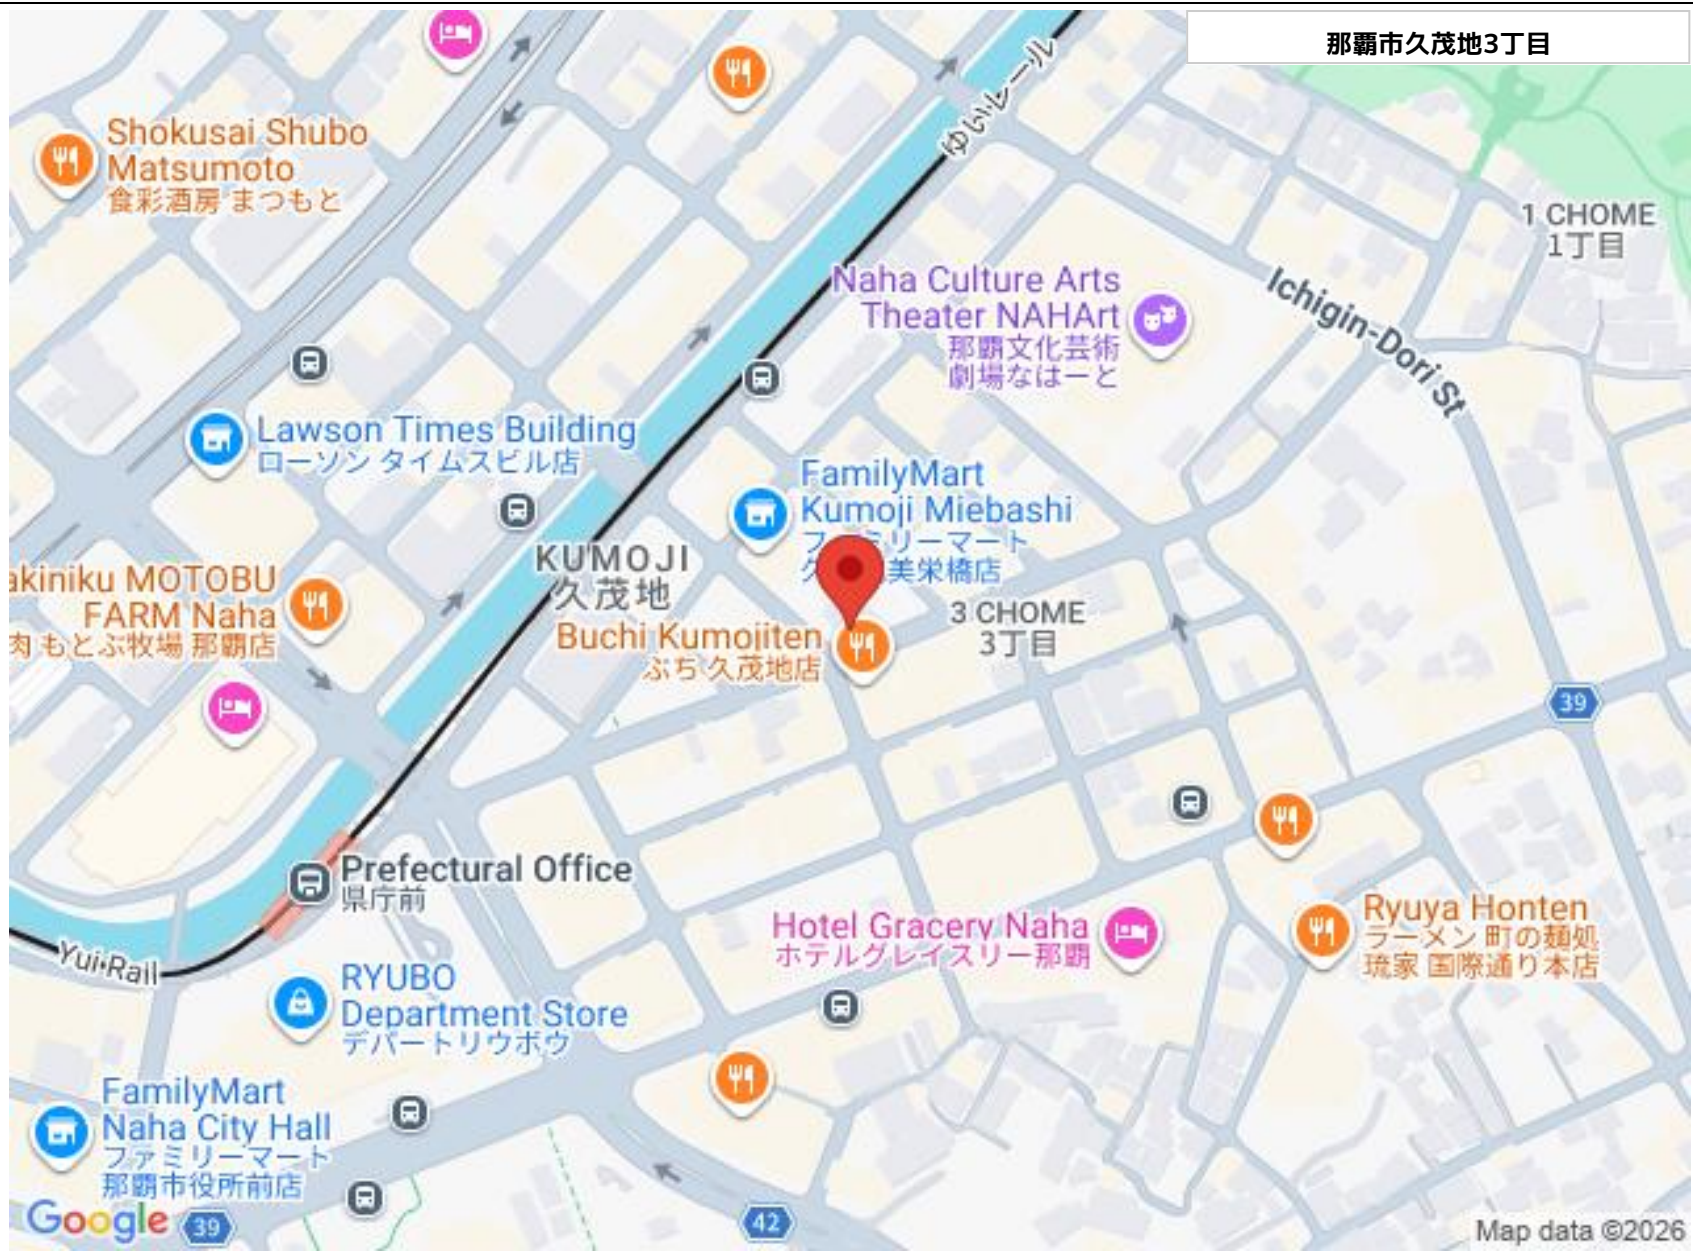 那覇市久茂地3丁目
ゆいレール
Shokusai Shubo
Matsumoto
食彩酒房 まつもと
1 CHOME
1丁目
Naha Culture Arts
Theater NAHArt
那覇文化芸術
劇場なはーと
Ichigin-Dori St
Lawson Times Building
ローソン タイムスビル店
FamilyMart
Kumoji Miebashi
ファミリーマート
美栄橋店
KUMOJI
久茂地
akiniku MOTOBU
FARM Naha
肉 もとぶ牧場 那覇店
3 CHOME
3丁目
Buchi Kumojiten
ぶち 久茂地店
39
Prefectural Office
県庁前
Hotel Gracery Naha
ホテルグレイスリー那覇
Ryuya Honten
ラーメン 町の麺処
琉家 国際通り本店
Yui Rail
RYUBO
Department Store
デパートリウボウ
FamilyMart
Naha City Hall
ファミリーマート
那覇市役所前店
Google
39
42
Map data ©2026